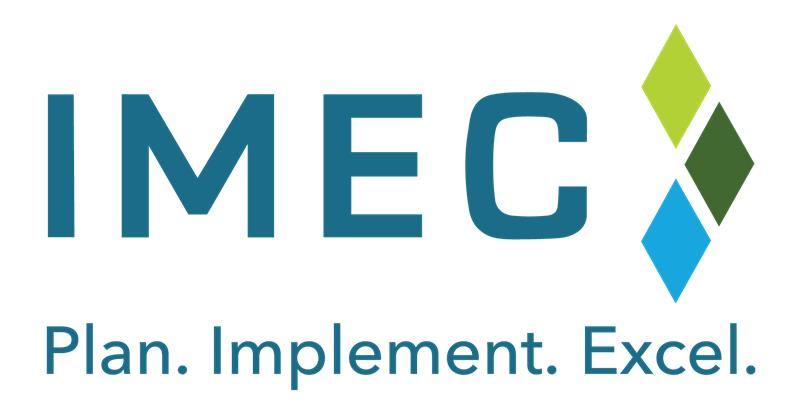 IMEC
Plan. Implement. Excel.